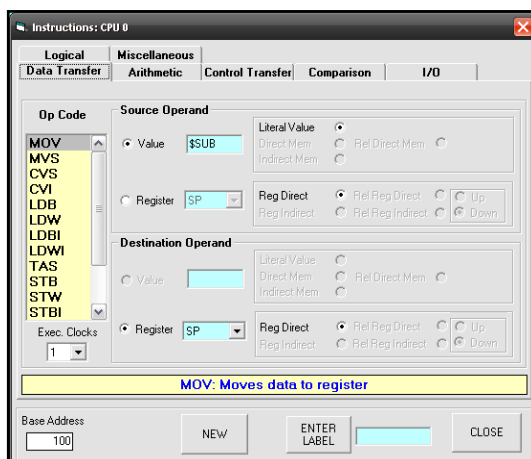 Instructions: CPU 0
Logical Miscellaneous
Data Transfer Arithmetic Control Transfer Comparison I/O
Op Code
MOV
MVS
CVS
CVI
LDB
LDW
LDBI
LDWI
TAS
STB
STW
STBI
Exec. Clocks
1
Source Operand
Value $SUB
Literal Value
Direct Mem Rel Direct Mem
Indirect Mem
Register SP
Reg Direct Rel Reg Direct Up
Reg Indirect Rel Reg Indirect Down
Destination Operand
Value
Literal Value
Direct Mem Rel Direct Mem
Indirect Mem
Register SP
Reg Direct Rel Reg Direct Up
Reg Indirect Rel Reg Indirect Down
MOV: Moves data to register
Base Address
100
NEW
ENTER
LABEL
CLOSE